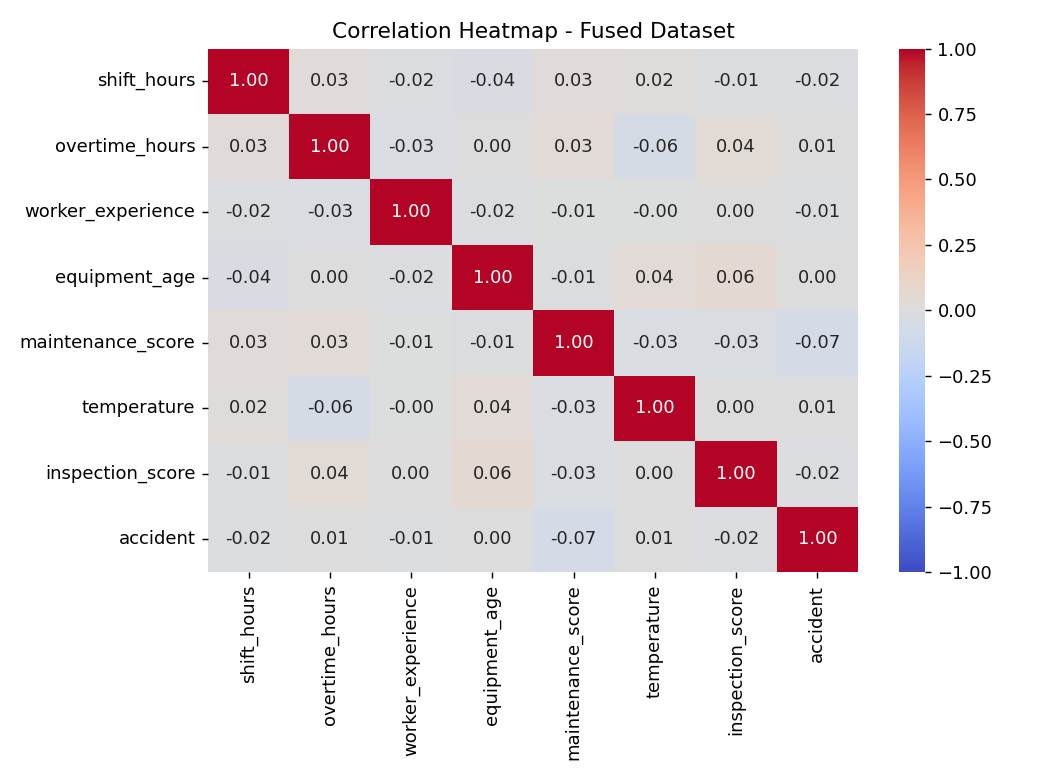 Correlation Heatmap - Fused Dataset
shift_hours 1.00 0.03 -0.02 -0.04 0.03 0.02 -0.01 -0.02
overtime_hours 0.03 1.00 -0.03 0.00 0.03 -0.06 0.04 0.01
worker_experience -0.02 -0.03 1.00 -0.02 -0.01 -0.00 0.00 -0.01
equipment_age -0.04 0.00 -0.02 1.00 -0.01 0.04 0.06 0.00
maintenance_score 0.03 0.03 -0.01 -0.01 1.00 -0.03 -0.03 -0.07
temperature 0.02 -0.06 -0.00 0.04 -0.03 1.00 0.00 0.01
inspection_score -0.01 0.04 0.00 0.06 -0.03 0.00 1.00 -0.02
accident -0.02 0.01 -0.01 0.00 -0.07 0.01 -0.02 1.00
shift_hours
overtime_hours
worker_experience
equipment_age
maintenance_score
temperature
inspection_score
accident
1.00
0.75
0.50
0.25
0.00
−0.25
−0.50
−0.75
−1.00